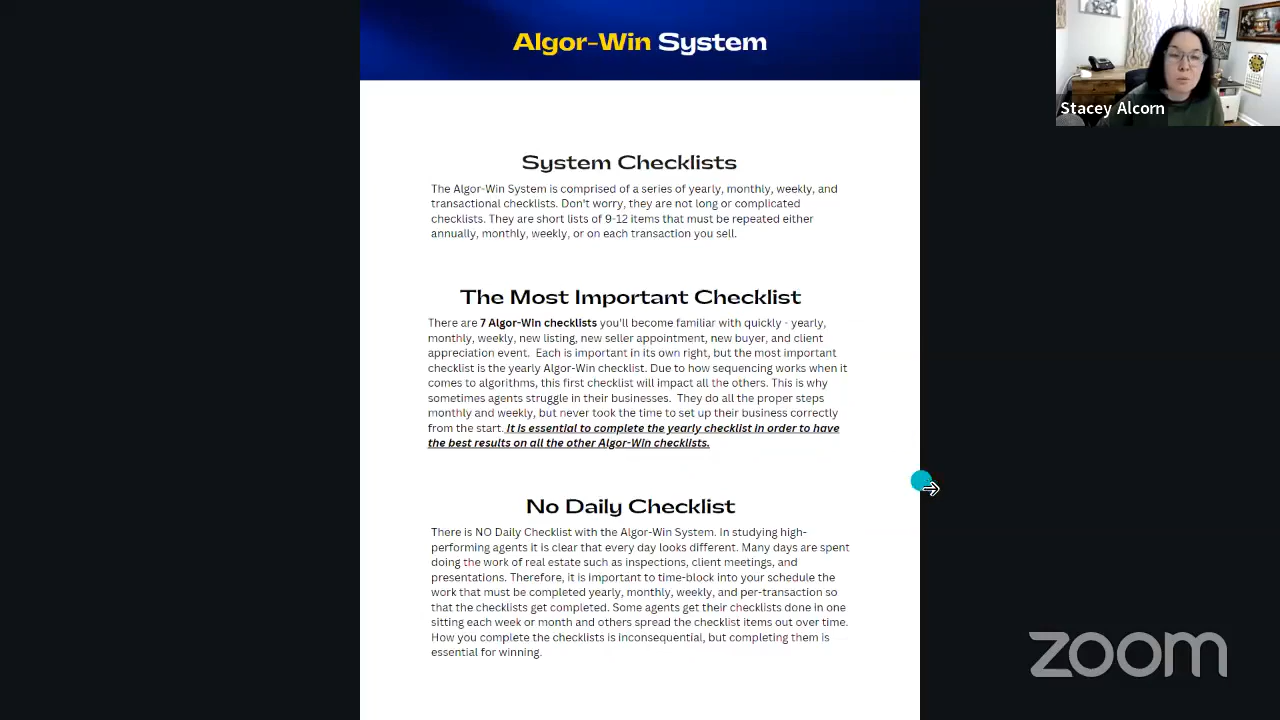 Algor-Win System
Stacey Alcorn
System Checklists
The Algor-Win System is comprised of a series of yearly, monthly, weekly, and
transactional checklists. Don't worry, they are not long or complicated
checklists. They are short lists of 9-12 items that must be repeated either
annually, monthly, weekly, or on each transaction you sell.
The Most Important Checklist
There are 7 Algor-Win checklists you'll become familiar with quickly - yearly,
monthly, weekly, new listing, new seller appointment, new buyer, and client
appreciation event. Each is important in its own right, but the most important
checklist is the yearly Algor-Win checklist. Due to how sequencing works when it
comes to algorithms, this first checklist will impact all the others. This is why
sometimes agents struggle in their businesses. They do all the proper steps
monthly and weekly, but never took the time to set up their business correctly
from the start. It is essential to complete the yearly checklist in order to have
the best results on all the other Algor-Win checklists.
No Daily Checklist
There is NO Daily Checklist with the Algor-Win System. In studying high-
performing agents it is clear that every day looks different. Many days are spent
doing the work of real estate such as inspections, client meetings, and
presentations. Therefore, it is important to time-block into your schedule the
work that must be completed yearly, monthly, weekly, and per-transaction so
that the checklists get completed. Some agents get their checklists done in one
sitting each week or month and others spread the checklist items out over time.
How you complete the checklists is inconsequential, but completing them is
essential for winning.
zoom